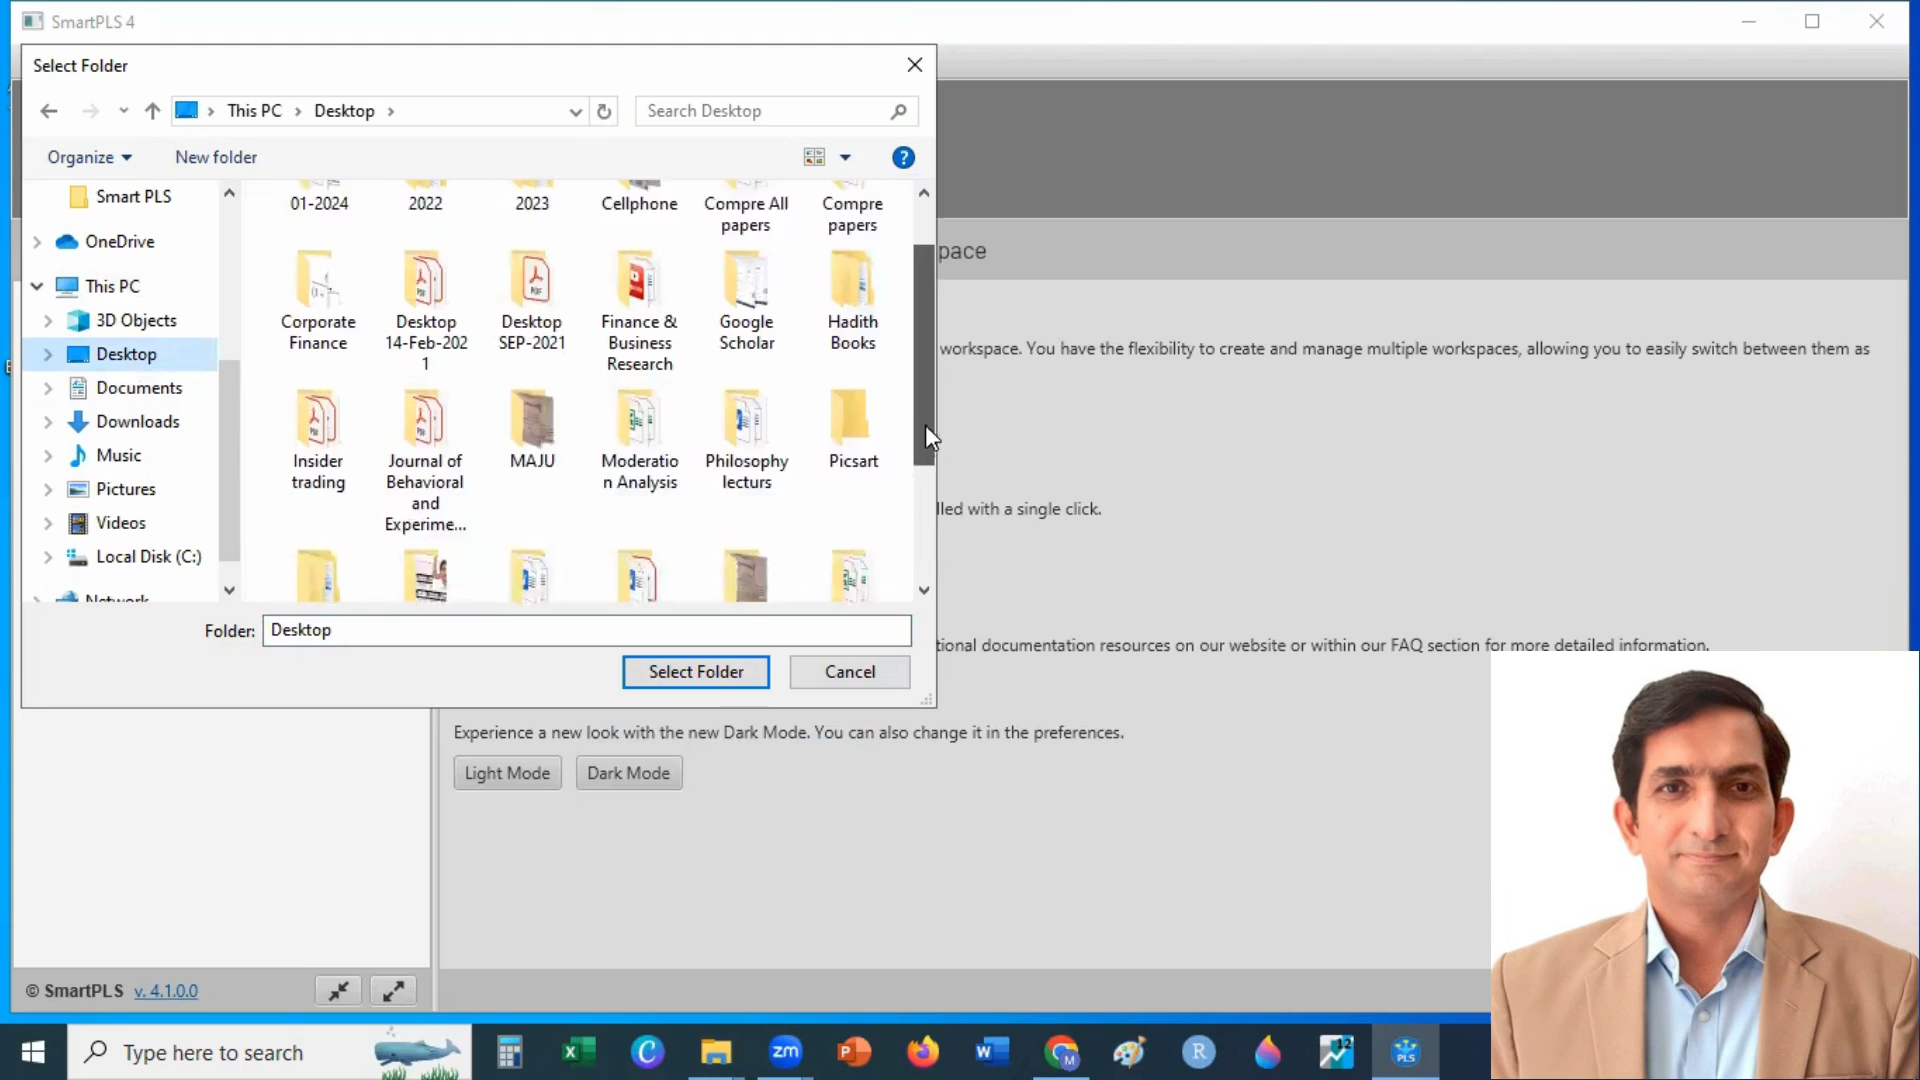 SmartPLS 4
Select Folder
This PC
Desktop
Search Desktop
Organize
New folder
Smart PLS
OneDrive
This PC
3D Objects
Desktop
Documents
Downloads
Music
Pictures
Videos
Local Disk (C:)
Network
01-2024
2022
2023
Cellphone
Compre All
papers
Compre
papers
Corporate
Finance
Desktop
14-Feb-202
1
Desktop
SEP-2021
Finance &
Business
Research
Google
Scholar
Hadith
Books
Insider
trading
Journal of
Behavioral
and
Experime...
MAJU
Moderatio
n Analysis
Philosophy
lecturs
Picsart
Folder:
Desktop
Select Folder
Cancel
pace
workspace. You have the flexibility to create and manage multiple workspaces, allowing you to easily switch between them as
lled with a single click.
tional documentation resources on our website or within our FAQ section for more detailed information.
Experience a new look with the new Dark Mode. You can also change it in the preferences.
Light Mode
Dark Mode
© SmartPLS v. 4.1.0.0
Type here to search
zm
12
PLS